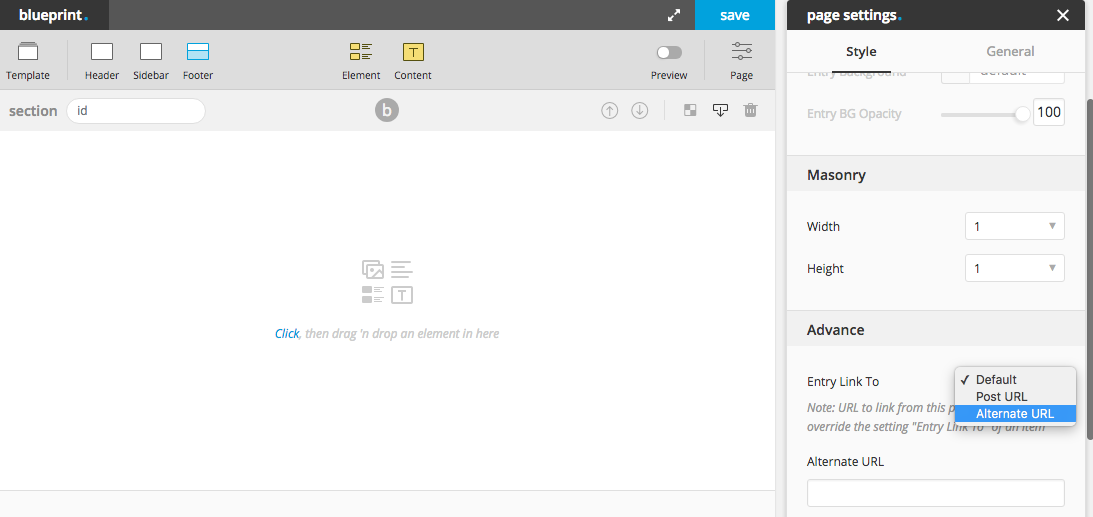 blueprint.
save
page settings.
Template
Header
Sidebar
Footer
T
Element
Content
Preview
Page
Style
General
Entry Background
default
section
id
b
Entry BG Opacity
100
Masonry
Width
1
Height
1
T
Click, then drag 'n drop an element in here
Advance
Entry Link To
✓ Default
Post URL
Alternate URL
Note: URL to link from this p
override the setting "Entry Link To" of an item
Alternate URL